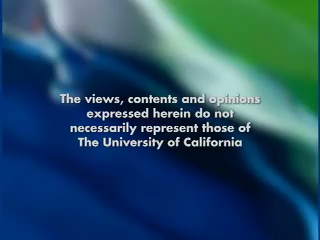 The views, contents and opinions
expressed herein do not
necessarily represent those of
The University of California